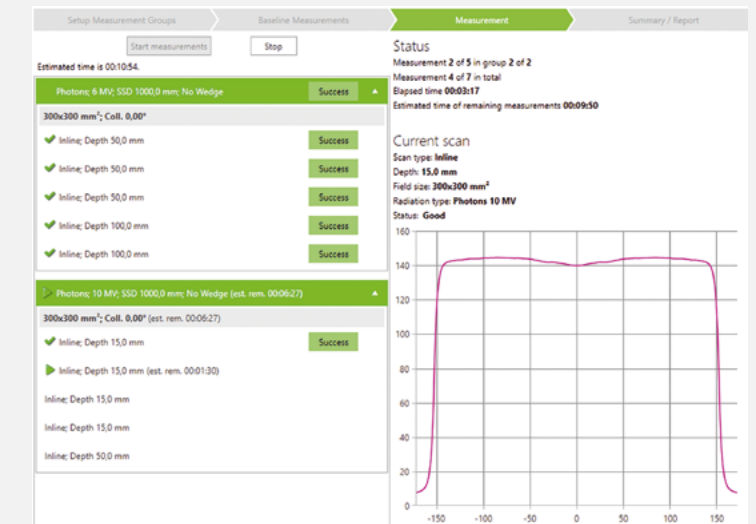 Setup Measurement Groups
Baseline Measurements
Measurement
Summary / Report
Start measurements
Stop
Estimated time is 00:10:54.
Photons; 6 MV; SSD 1000,0 mm; No Wedge
Success
300x300 mm²; Coll. 0,00°
Inline; Depth 50,0 mm
Success
Inline; Depth 50,0 mm
Success
Inline; Depth 50,0 mm
Success
Inline; Depth 100,0 mm
Success
Inline; Depth 100,0 mm
Success
Photons; 10 MV; SSD 1000,0 mm; No Wedge (est. rem. 00:06:27)
300x300 mm²; Coll. 0,00° (est. rem. 00:06:27)
Inline; Depth 15,0 mm
Success
Inline; Depth 15,0 mm (est. rem. 00:01:30)
Inline; Depth 15,0 mm
Inline; Depth 15,0 mm
Inline; Depth 50,0 mm
Status
Measurement 2 of 5 in group 2 of 2
Measurement 4 of 7 in total
Elapsed time 00:03:17
Estimated time of remaining measurements 00:09:50
Current scan
Scan type: Inline
Depth: 15,0 mm
Field size: 300x300 mm²
Radiation type: Photons 10 MV
Status: Good
160
140
120
100
80
60
40
20
0
-150
-100
-50
0
50
100
150